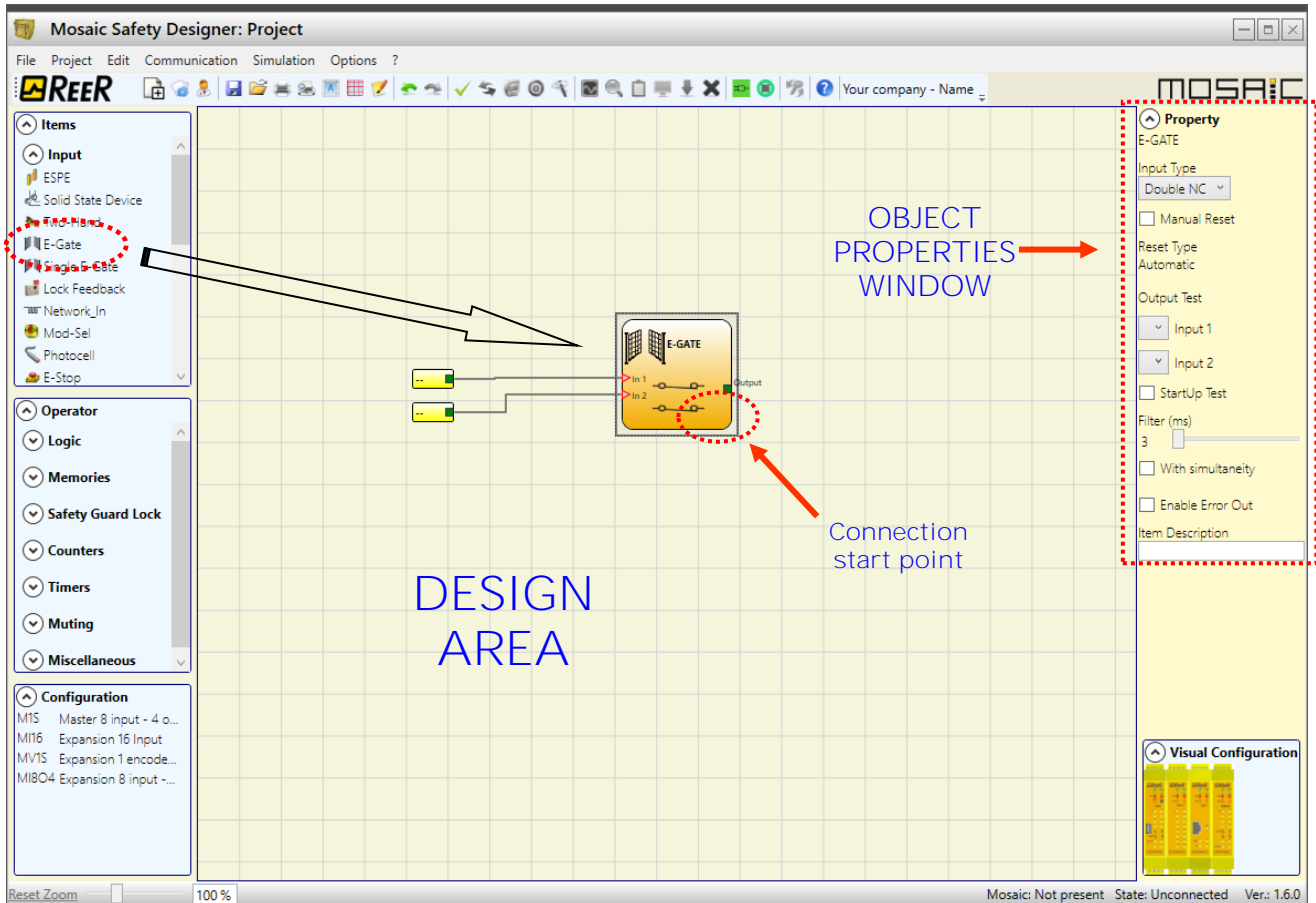 Mosaic Safety Designer: Project
File Project Edit Communication Simulation Options ?
REER
Your company - Name
MOSAIC
Items
Input
ESPE
Solid State Device
Two-Hand
E-Gate
Single E-Gate
Lock Feedback
Network_In
Mod-Sel
Photocell
E-Stop
Operator
Logic
Memories
Safety Guard Lock
Counters
Timers
Muting
Miscellaneous
Configuration
M1S Master 8 input - 4 o...
MI16 Expansion 16 Input
MV1S Expansion 1 encode...
MI8O4 Expansion 8 input -...
E-GATE
In 1
In 2
Output
--
--
OBJECT
PROPERTIES
WINDOW
Connection
start point
DESIGN
AREA
Property
E-GATE
Input Type
Double NC
Manual Reset
Reset Type
Automatic
Output Test
Input 1
Input 2
StartUp Test
Filter (ms)
3
With simultaneity
Enable Error Out
Item Description
Visual Configuration
Reset Zoom 100 % Mosaic: Not present State: Unconnected Ver.: 1.6.0